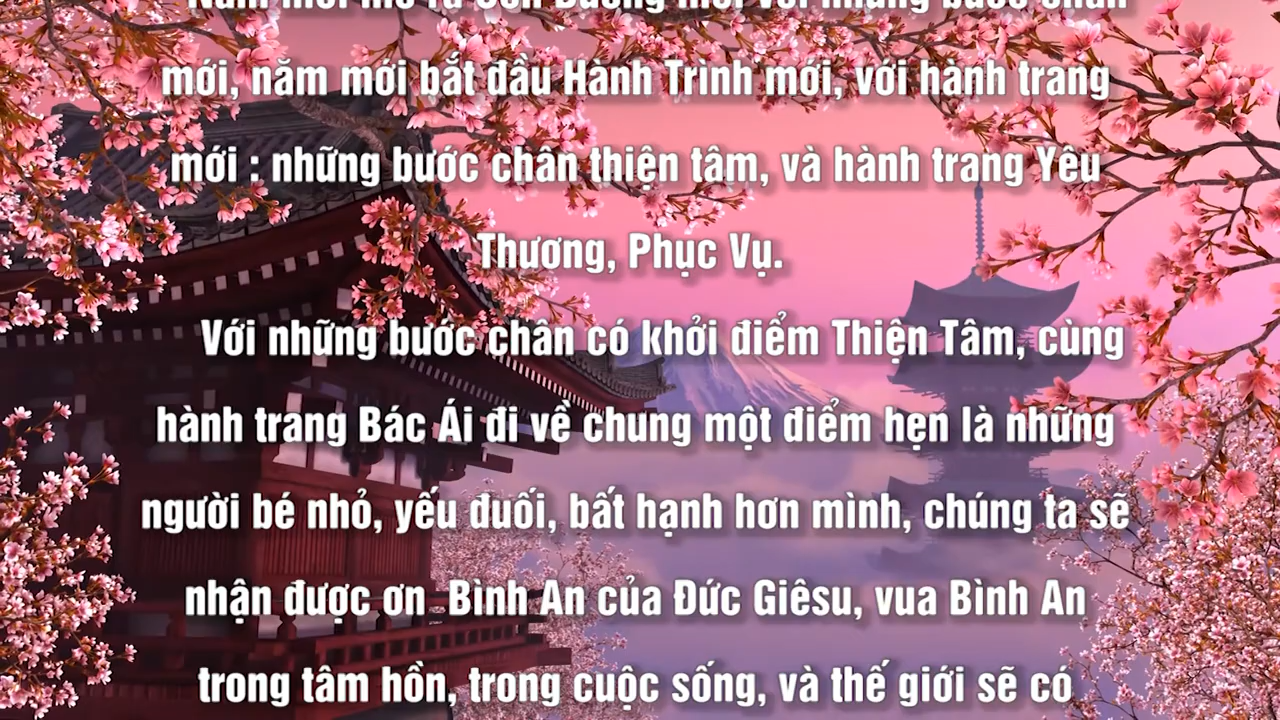 Năm mới mở ra Con Đường mới với những bước chân
mới, năm mới bắt đầu Hành Trình mới, với hành trang
mới : những bước chân thiện tâm, và hành trang Yêu
Thương, Phục Vụ.
Với những bước chân có khởi điểm Thiện Tâm, cùng
hành trang Bác Ái đi về chung một điểm hẹn là những
người bé nhỏ, yếu đuối, bất hạnh hơn mình, chúng ta sẽ
nhận được ơn Bình An của Đức Giêsu, vua Bình An
trong tâm hồn, trong cuộc sống, và thế giới sẽ có